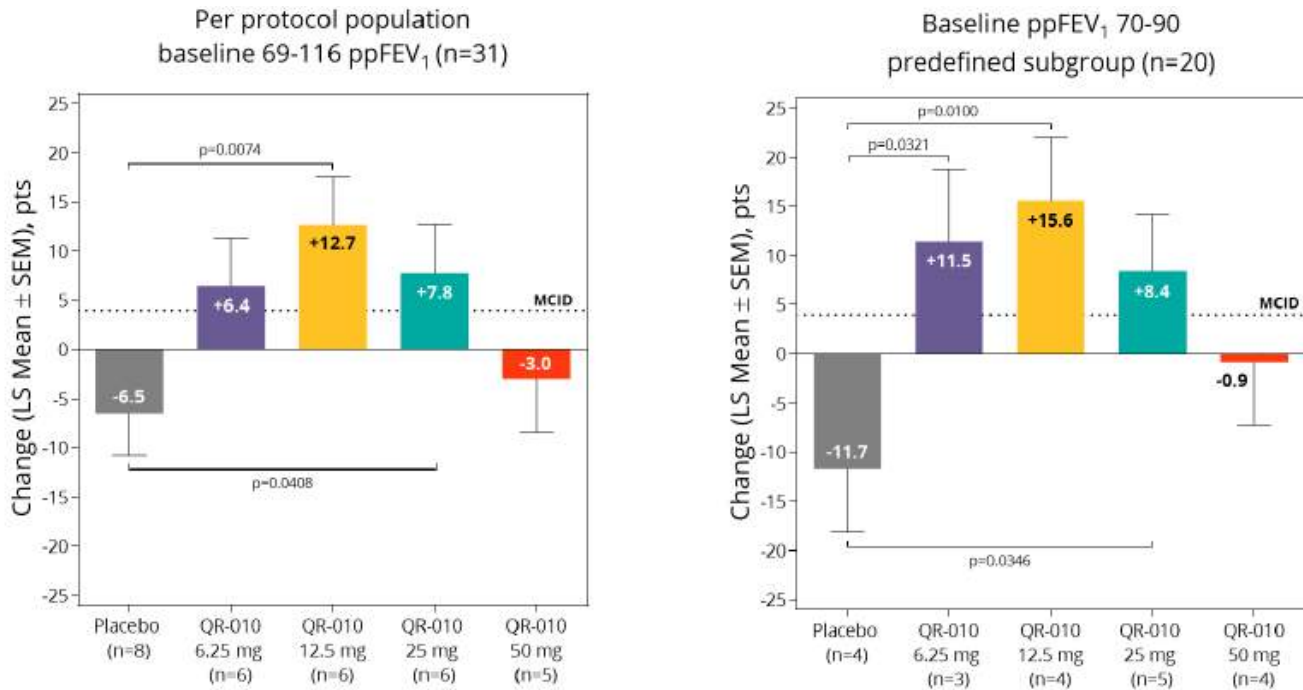 Per protocol population
baseline 69-116 ppFEV₁ (n=31)
Change (LS Mean ± SEM), pts
25
20
15
10
5
0
-5
-10
-15
-20
-25
p=0.0074
+6.4
+12.7
+7.8
MCID
-6.5
-3.0
p=0.0408
Placebo
(n=8)
QR-010
6.25 mg
(n=6)
QR-010
12.5 mg
(n=6)
QR-010
25 mg
(n=6)
QR-010
50 mg
(n=5)
Baseline ppFEV₁ 70-90
predefined subgroup (n=20)
Change (LS Mean ± SEM), pts
25
20
15
10
5
0
-5
-10
-15
-20
-25
p=0.0100
p=0.0321
+11.5
+15.6
+8.4
MCID
-11.7
-0.9
p=0.0346
Placebo
(n=4)
QR-010
6.25 mg
(n=3)
QR-010
12.5 mg
(n=4)
QR-010
25 mg
(n=5)
QR-010
50 mg
(n=4)